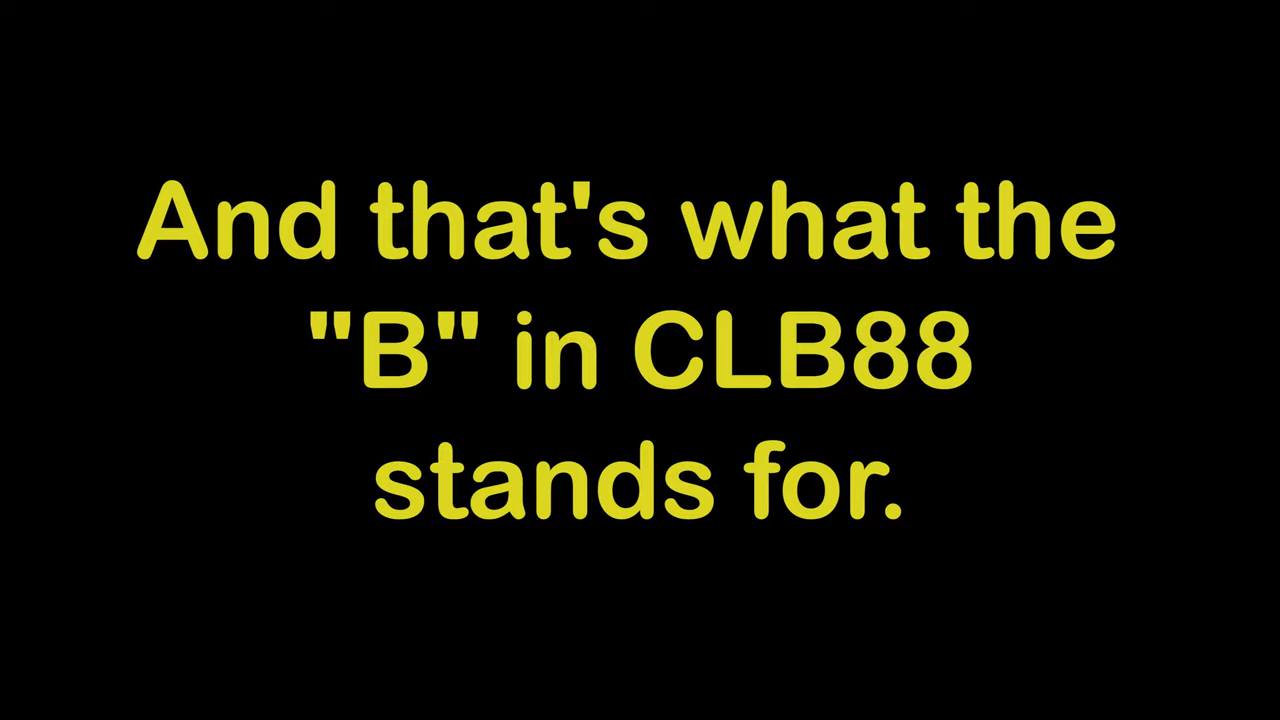 And that's what the
"B" in CLB88
stands for.